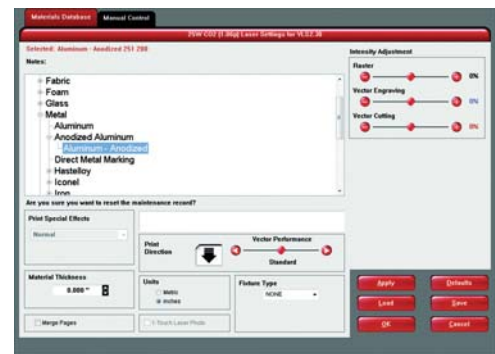 Materials Database Manual Control
25W CO2 (1.06µ) Laser Settings for VLS2.30
Selected: Aluminum - Anodized 251 200
Notes:
Fabric
Foam
Glass
Metal
Aluminum
Anodized Aluminum
Aluminum - Anodized
Direct Metal Marking
Hastelloy
Iconel
Iron
Are you sure you want to reset the maintenance record?
Print Special Effects
Normal
Print Direction
Vector Performance
Standard
Material Thickness
0.000 "
Units
Metric
Inches
Fixture Type
NONE
Merge Pages
1-Touch Laser Photo
Intensity Adjustment
Raster
0%
Vector Engraving
0%
Vector Cutting
0%
Apply Defaults
Load Save
OK Cancel